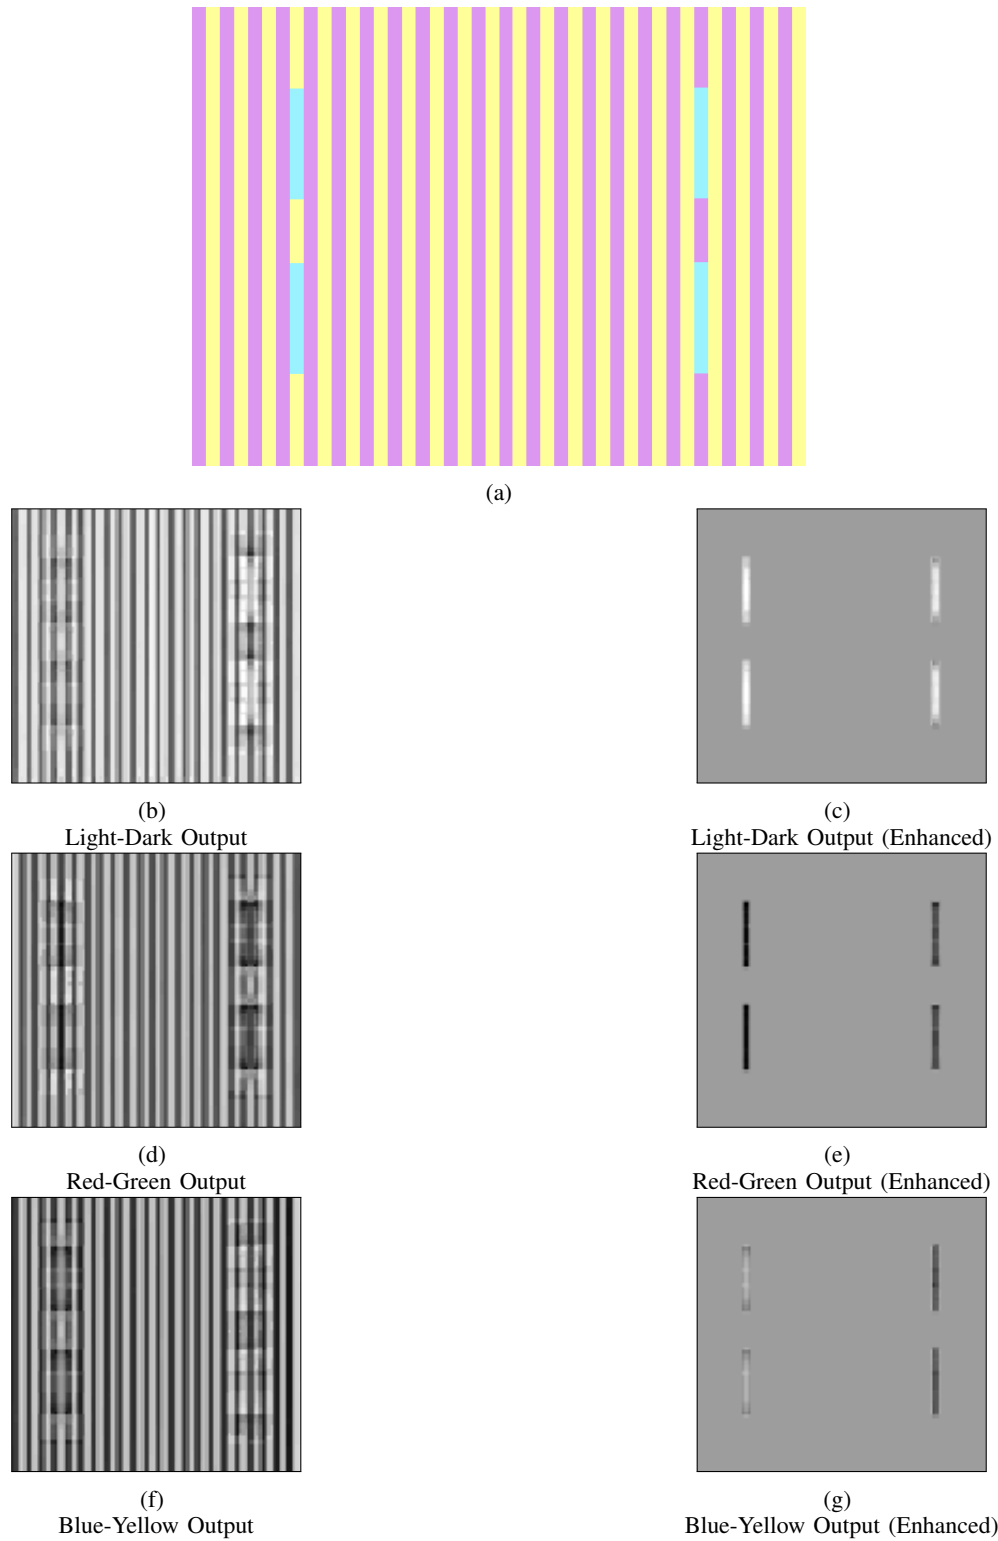 (a)
(b)
Light-Dark Output
(c)
Light-Dark Output (Enhanced)
(d)
Red-Green Output
(e)
Red-Green Output (Enhanced)
(f)
Blue-Yellow Output
(g)
Blue-Yellow Output (Enhanced)